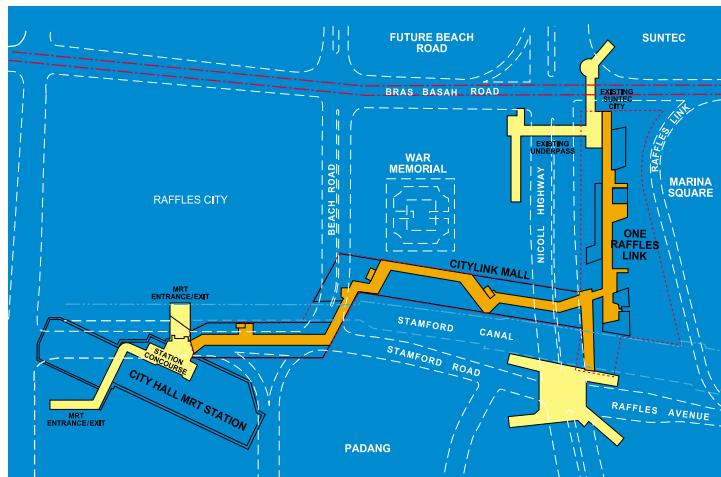 FUTURE BEACH
ROAD
SUNTEC
BRAS BASAH ROAD
EXISTING
SUNTEC
CITY
RAFFLES LINK
EXISTING
UNDERPASS
WAR
MEMORIAL
MARINA
SQUARE
RAFFLES CITY
BEACH ROAD
NICOLL HIGHWAY
ONE
RAFFLES
LINK
CITYLINK MALL
MRT
ENTRANCE/EXIT
STAMFORD CANAL
STATION
CONCOURSE
STAMFORD ROAD
CITY HALL MRT STATION
RAFFLES AVENUE
MRT
ENTRANCE/EXIT
PADANG